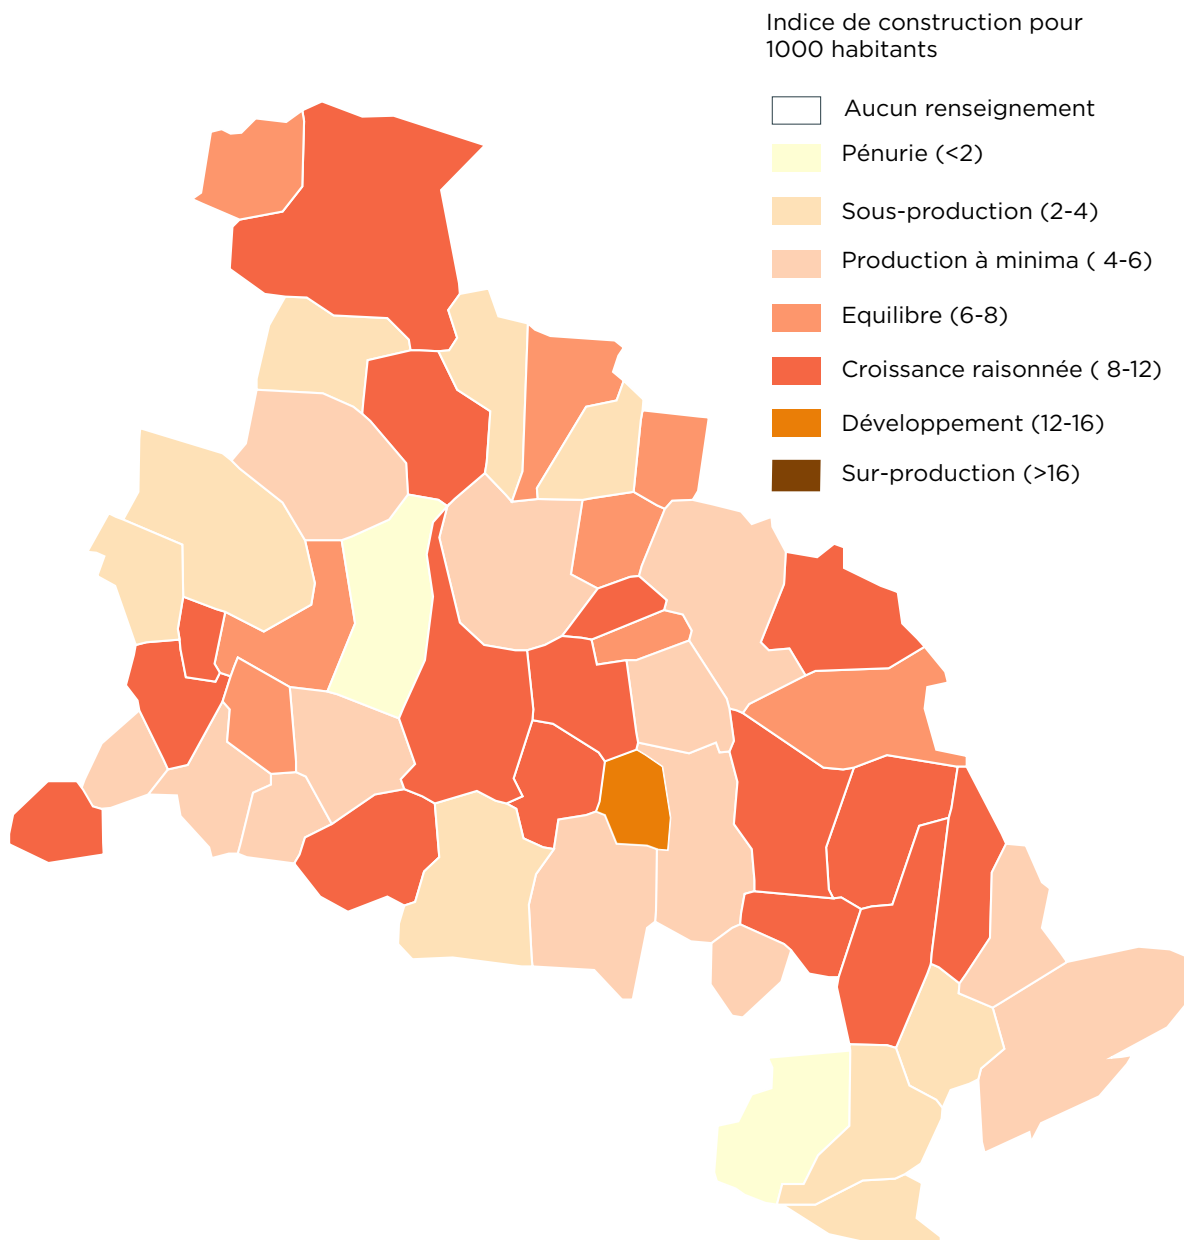 Indice de construction pour
1000 habitants
Aucun renseignement
Pénurie (<2)
Sous-production (2-4)
Production à minima ( 4-6)
Equilibre (6-8)
Croissance raisonnée ( 8-12)
Développement (12-16)
Sur-production (>16)